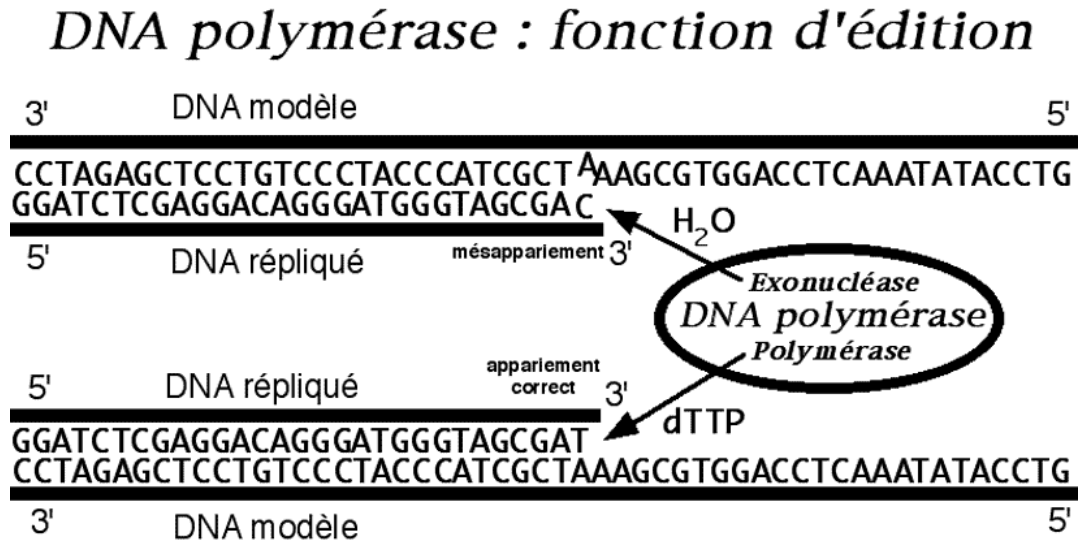 DNA polymérase : fonction d'édition
3' DNA modèle 5'
CCTAGAGCTCCTGTCCCTACCCATCGCTAAAGCGTGGACCTCAAATATACCTG
GGATCTCGAGGACAGGGATGGGTAGCGAC
5' DNA répliqué mésappariement 3'
H2O
Exonucléase
DNA polymérase
Polymérase
dTTP
appariement
correct
5' DNA répliqué 3'
GGATCTCGAGGACAGGGATGGGTAGCGAT
CCTAGAGCTCCTGTCCCTACCCATCGCTAAAGCGTGGACCTCAAATATACCTG
3' DNA modèle 5'